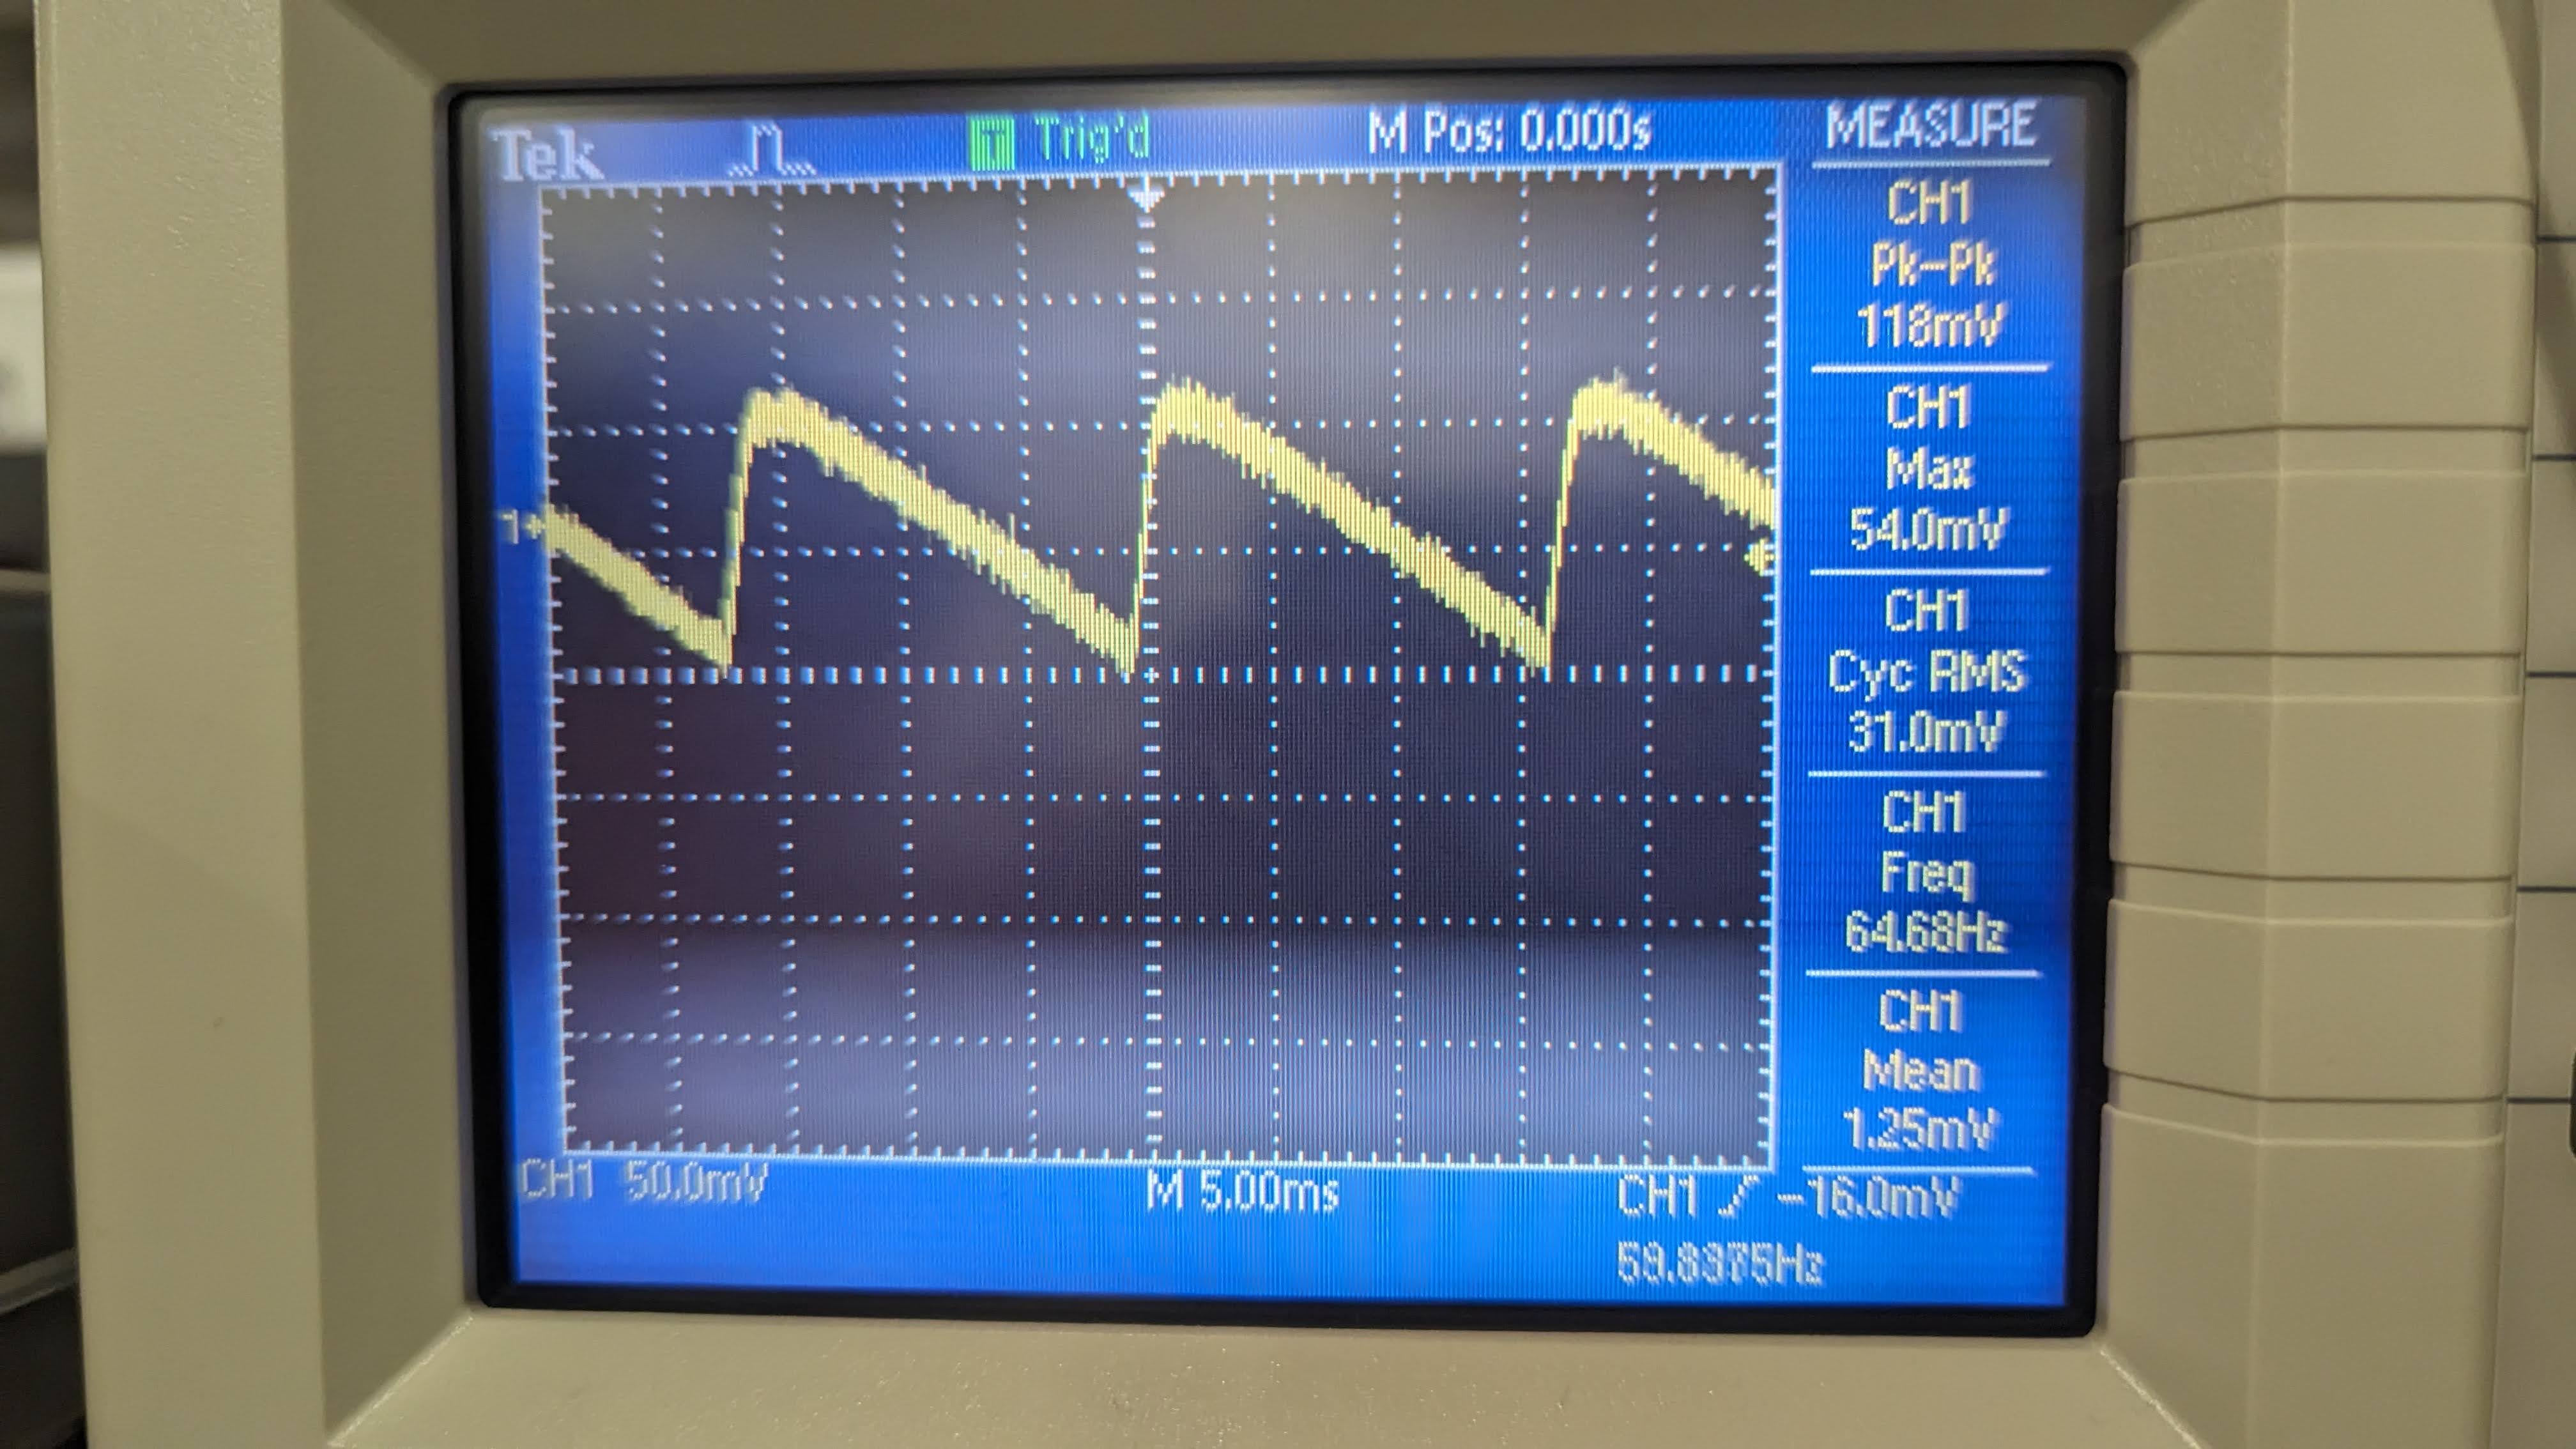 Tek Trig'd M Pos: 0.000s MEASURE
CH1
Pk-Pk
118mV
CH1
Max
54.0mV
1
CH1
Cyc RMS
31.0mV
CH1
Freq
64.68Hz
CH1
Mean
1.25mV
CH1 50.0mV M 5.00ms CH1 -16.0mV